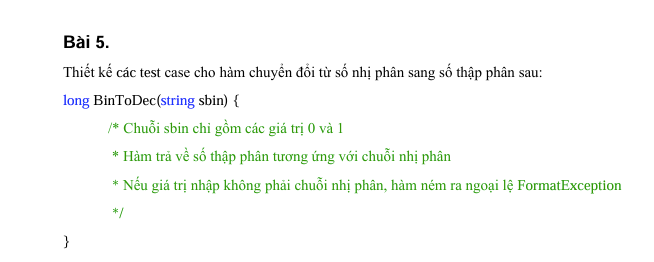 Bài 5.
Thiết kế các test case cho hàm chuyển đổi từ số nhị phân sang số thập phân sau:
long BinToDec(string sbin) {
/* Chuỗi sbin chỉ gồm các giá trị 0 và 1
* Hàm trả về số thập phân tương ứng với chuỗi nhị phân
* Nếu giá trị nhập không phải chuỗi nhị phân, hàm ném ra ngoại lệ FormatException
*/
}